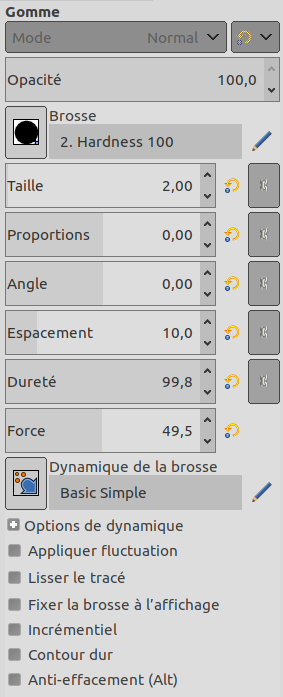 Gomme
Mode Normal
Opacité 100,0
Brosse
2. Hardness 100
Taille 2,00
Proportions 0,00
Angle 0,00
Espacement 10,0
Dureté 99,8
Force 49,5
Dynamique de la brosse
Basic Simple
Options de dynamique
Appliquer fluctuation
Lisser le tracé
Fixer la brosse à l’affichage
Incrémentiel
Contour dur
Anti-effacement (Alt)